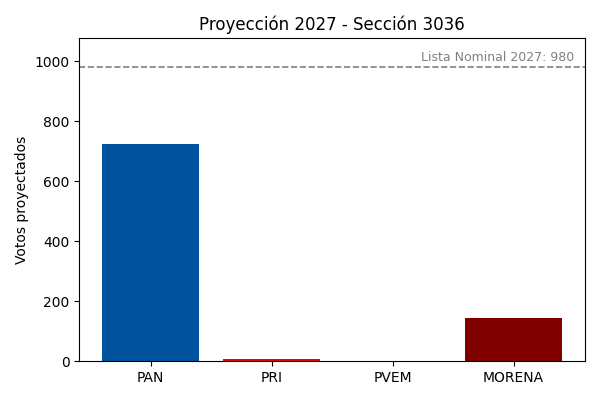 Proyección 2027 - Sección 3036
Lista Nominal 2027: 980
Votos proyectados
1000
800
600
400
200
0
PAN PRI PVEM MORENA